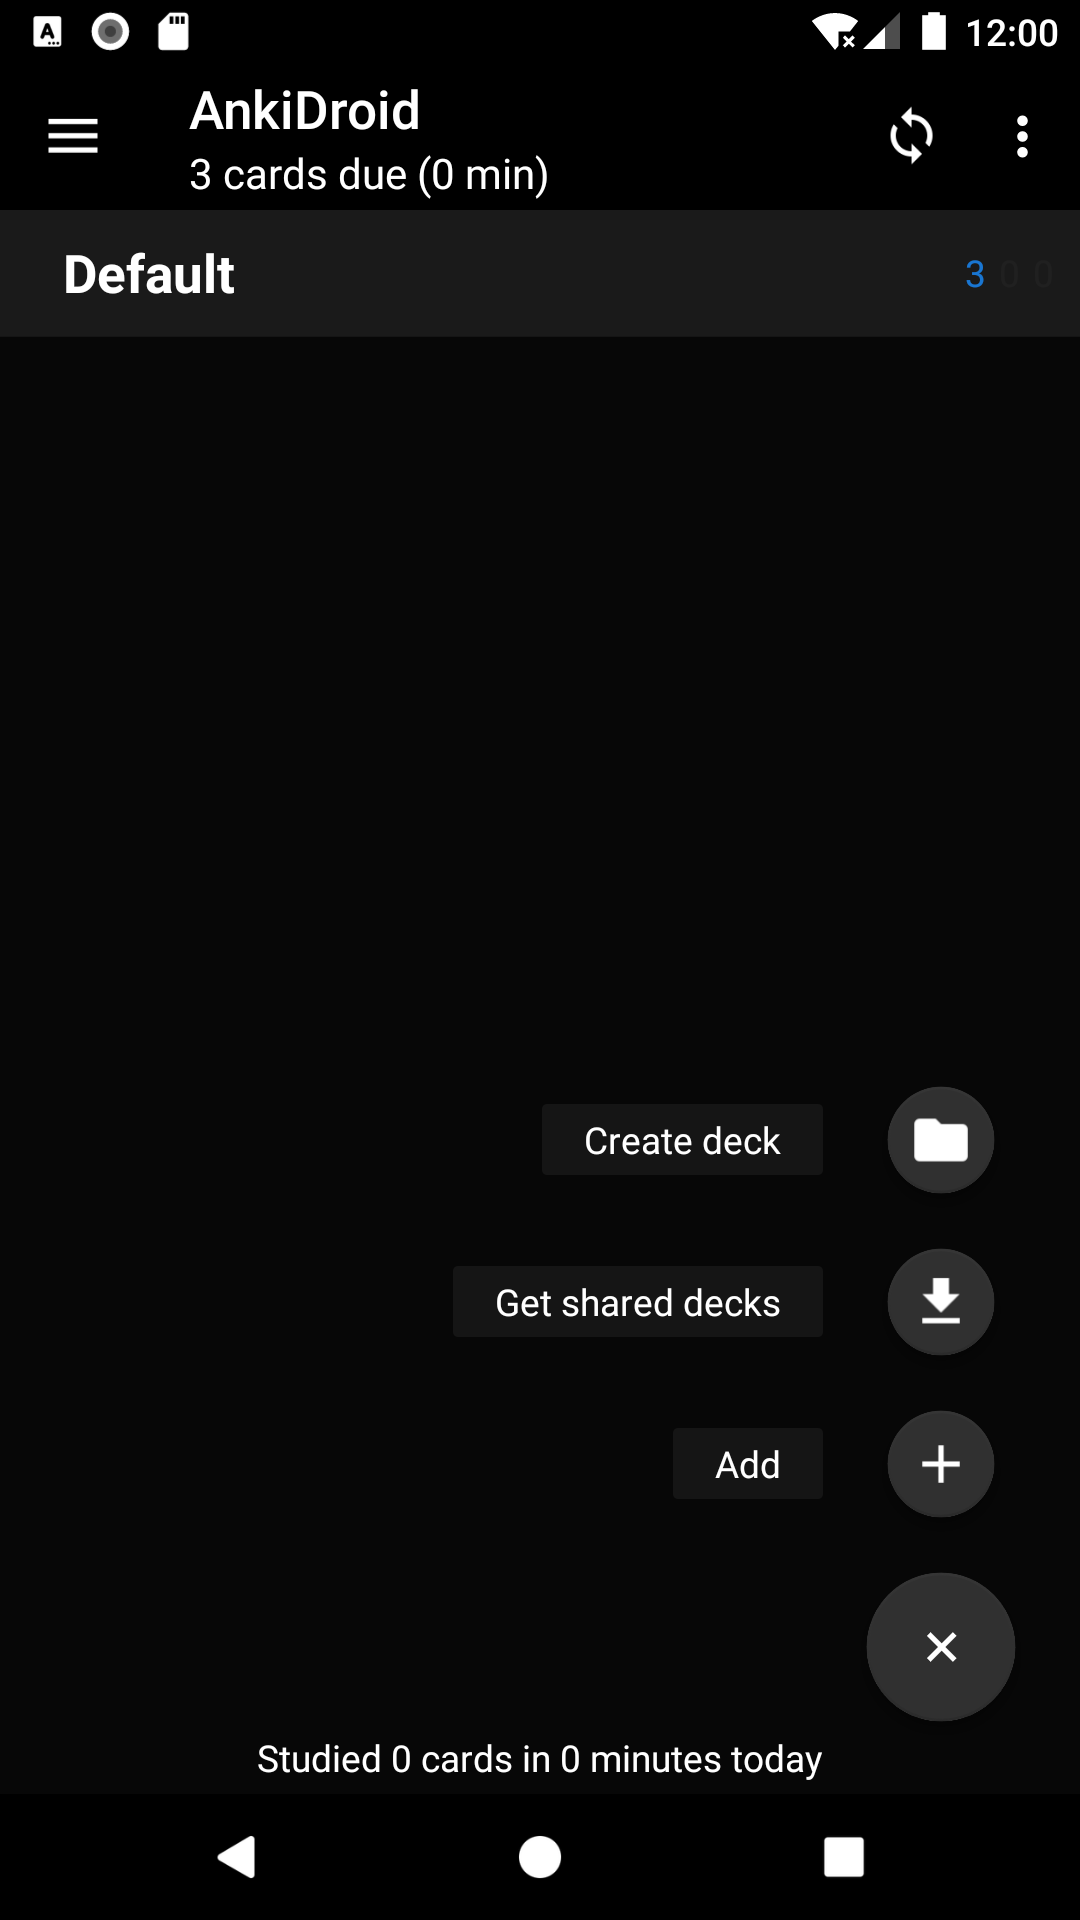 12:00
AnkiDroid
3 cards due (0 min)
Default 3 0 0
Create deck
Get shared decks
Add
Studied 0 cards in 0 minutes today